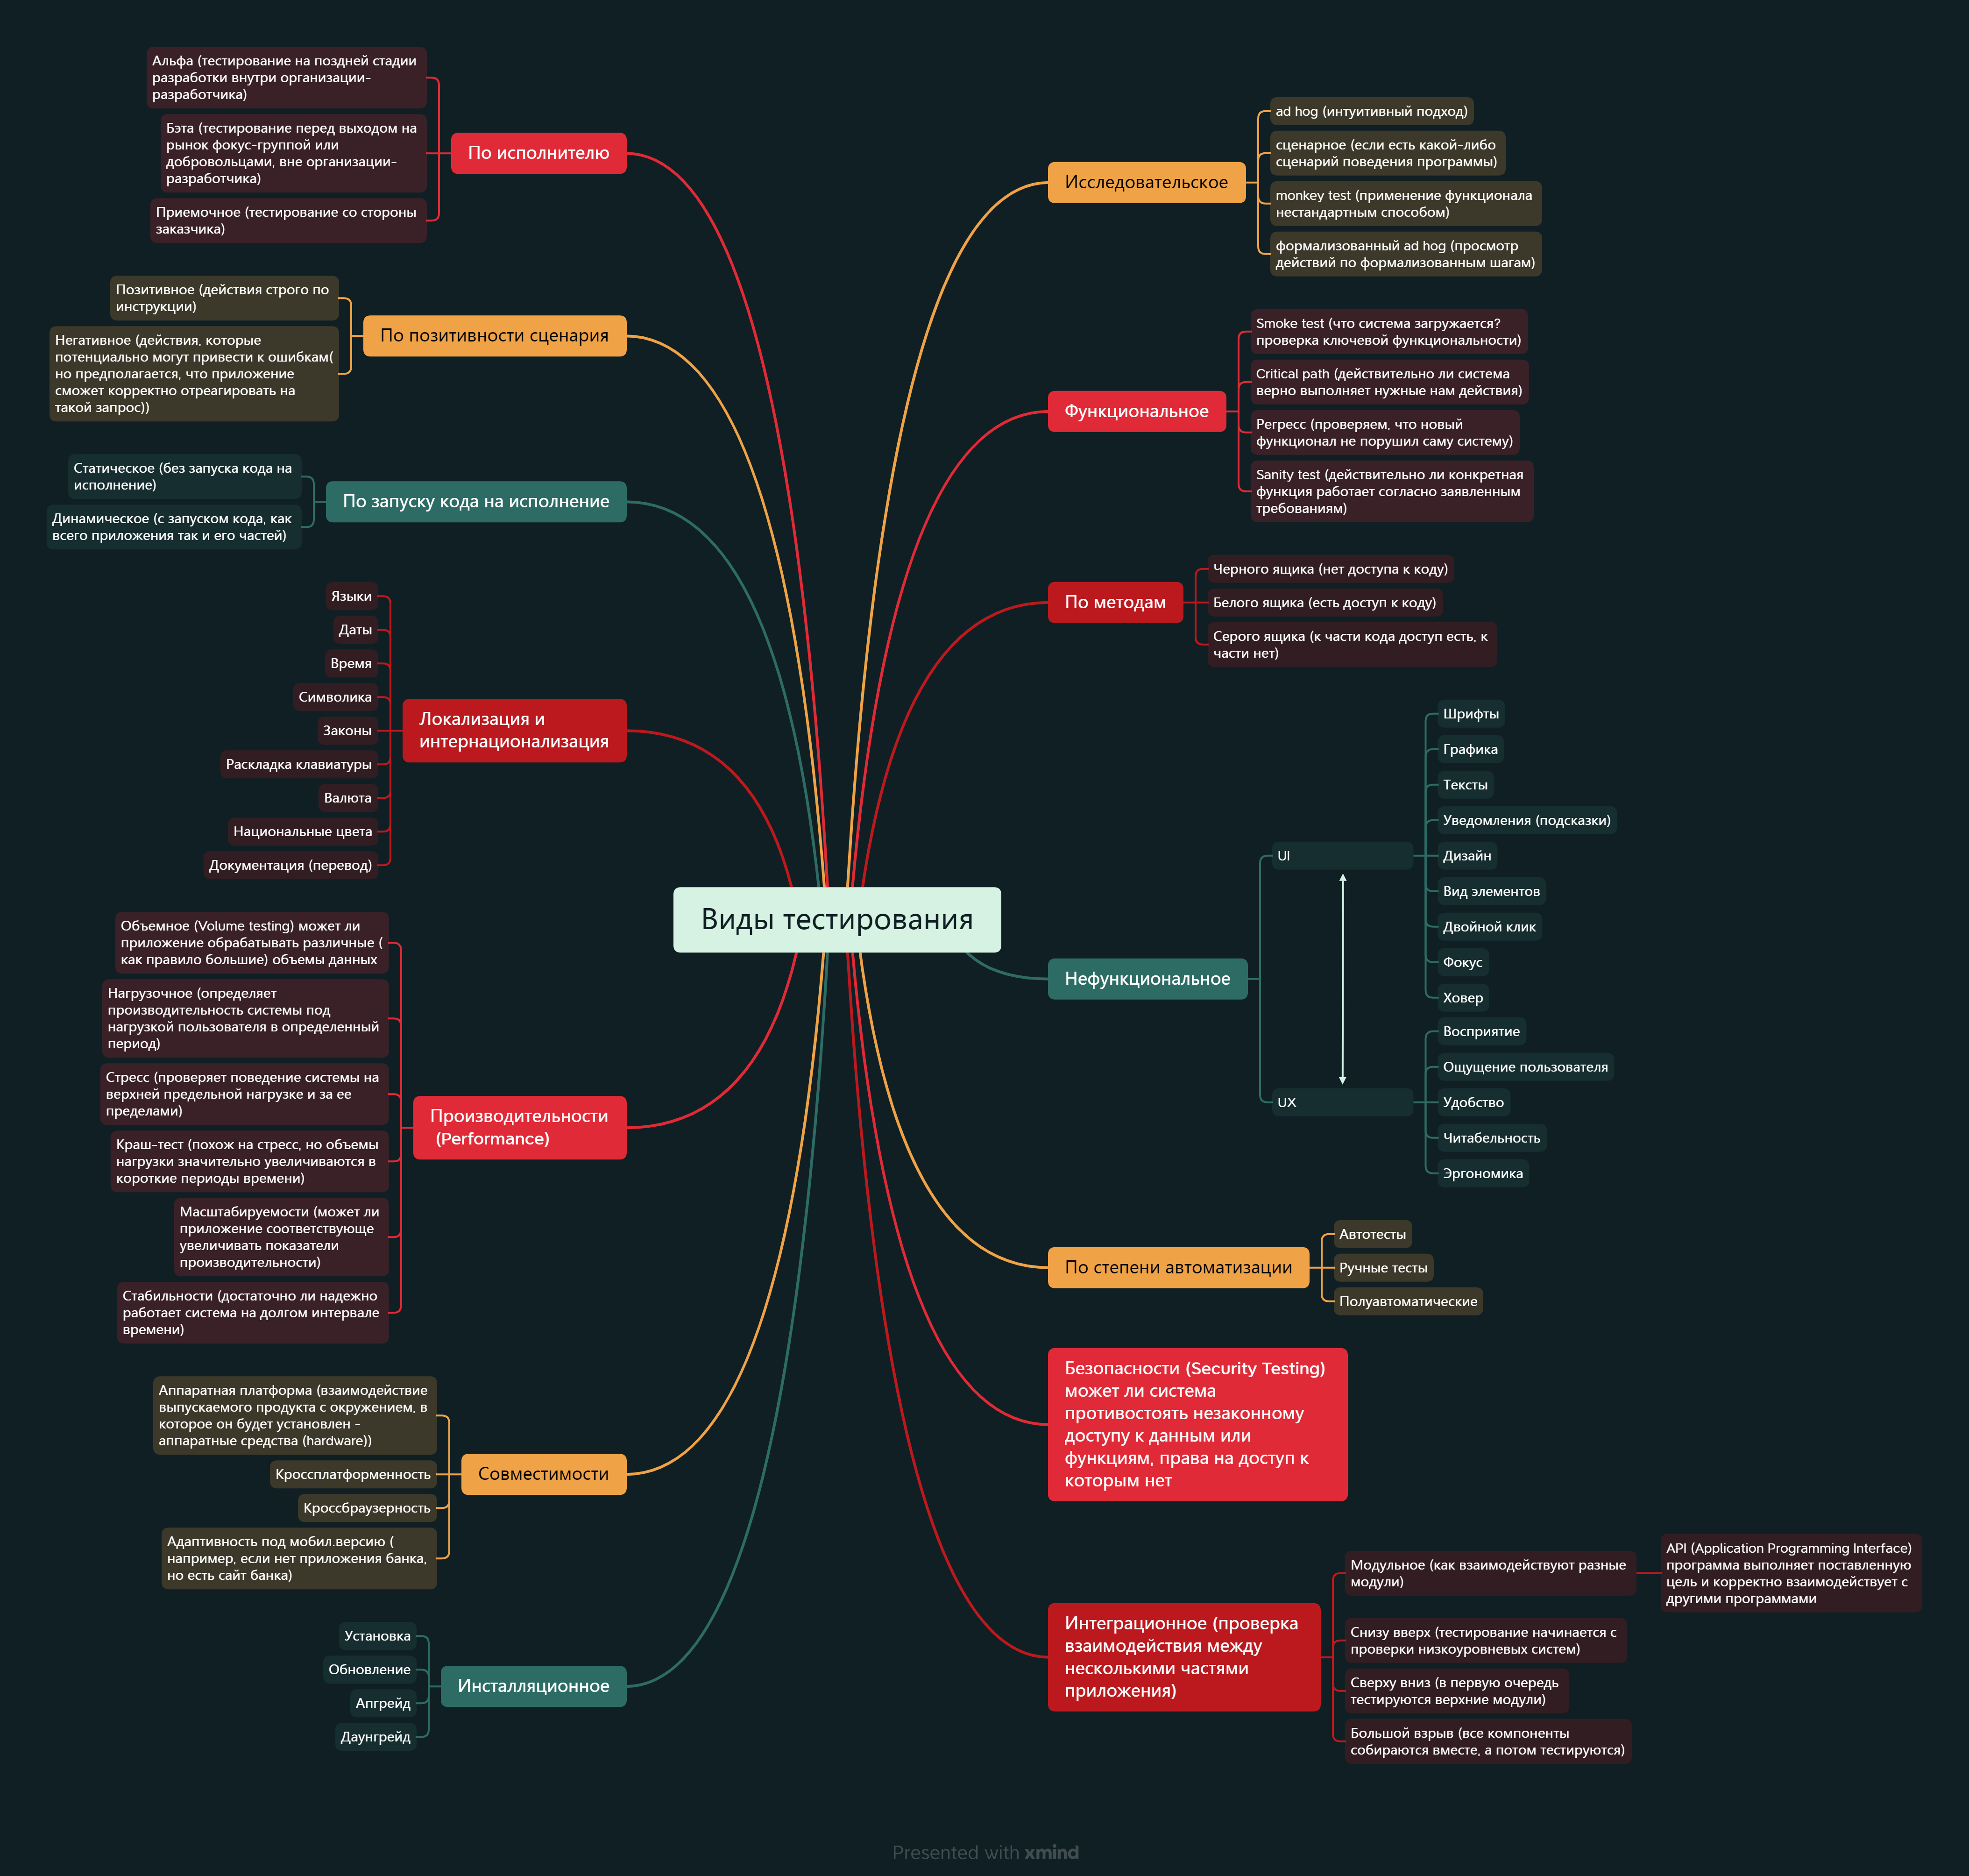 Виды тестирования
Исследовательское
ad hog (интуитивный подход)
сценарное (если есть какой-либо
сценарий поведения программы)
monkey test (применение функционала
нестандартным способом)
формализованный ad hog (просмотр
действий по формализованным шагам)
Функциональное
Smoke test (что система загружается?
проверка ключевой функциональности)
Critical path (действительно ли система
верно выполняет нужные нам действия)
Регресс (проверяем, что новый
функционал не порушил саму систему)
Sanity test (действительно ли конкретная
функция работает согласно заявленным
требованиям)
По методам
Черного ящика (нет доступа к коду)
Белого ящика (есть доступ к коду)
Серого ящика (к части кода доступ есть, к
части нет)
Нефункциональное
UI
Шрифты
Графика
Тексты
Уведомления (подсказки)
Дизайн
Вид элементов
Двойной клик
Фокус
Ховер
UX
Восприятие
Ощущение пользователя
Удобство
Читабельность
Эргономика
По степени автоматизации
Автотесты
Ручные тесты
Полуавтоматические
Безопасности (Security Testing)
может ли система
противостоять незаконному
доступу к данным или
функциям, права на доступ к
которым нет
Интеграционное (проверка
взаимодействия между
несколькими частями
приложения)
Модульное (как взаимодействуют разные
модули)
API (Application Programming Interface)
программа выполняет поставленную
цель и корректно взаимодействует с
другими программами
Снизу вверх (тестирование начинается с
проверки низкоуровневых систем)
Сверху вниз (в первую очередь
тестируются верхние модули)
Большой взрыв (все компоненты
собираются вместе, а потом тестируются)
По исполнителю
Альфа (тестирование на поздней стадии
разработки внутри организации-
разработчика)
Бэта (тестирование перед выходом на
рынок фокус-группой или
добровольцами, вне организации-
разработчика)
Приемочное (тестирование со стороны
заказчика)
По позитивности сценария
Позитивное (действия строго по
инструкции)
Негативное (действия, которые
потенциально могут привести к ошибкам(
но предполагается, что приложение
сможет корректно отреагировать на
такой запрос))
По запуску кода на исполнение
Статическое (без запуска кода на
исполнение)
Динамическое (с запуском кода, как
всего приложения так и его частей)
Локализация и
интернационализация
Языки
Даты
Время
Символика
Законы
Раскладка клавиатуры
Валюта
Национальные цвета
Документация (перевод)
Производительности
(Performance)
Объемное (Volume testing) может ли
приложение обрабатывать различные (
как правило большие) объемы данных
Нагрузочное (определяет
производительность системы под
нагрузкой пользователя в определенный
период)
Стресс (проверяет поведение системы на
верхней предельной нагрузке и за ее
пределами)
Краш-тест (похож на стресс, но объемы
нагрузки значительно увеличиваются в
короткие периоды времени)
Масштабируемости (может ли
приложение соответствующе
увеличивать показатели
производительности)
Стабильности (достаточно ли надежно
работает система на долгом интервале
времени)
Совместимости
Аппаратная платформа (взаимодействие
выпускаемого продукта с окружением, в
которое он будет установлен -
аппаратные средства (hardware))
Кроссплатформенность
Кроссбраузерность
Адаптивность под мобил.версию (
например, если нет приложения банка,
но есть сайт банка)
Инсталляционное
Установка
Обновление
Апгрейд
Даунгрейд
Presented with xmind